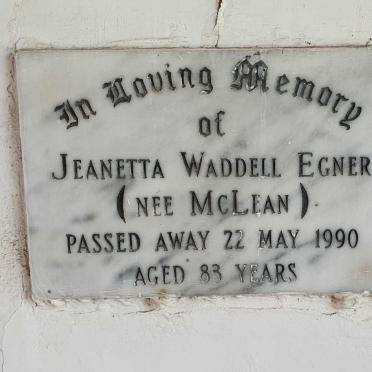 In Loving Memory
of
JEANETTA WADDELL EGNER
(NEE MCLEAN)
PASSED AWAY 22 MAY 1990
AGED 83 YEARS